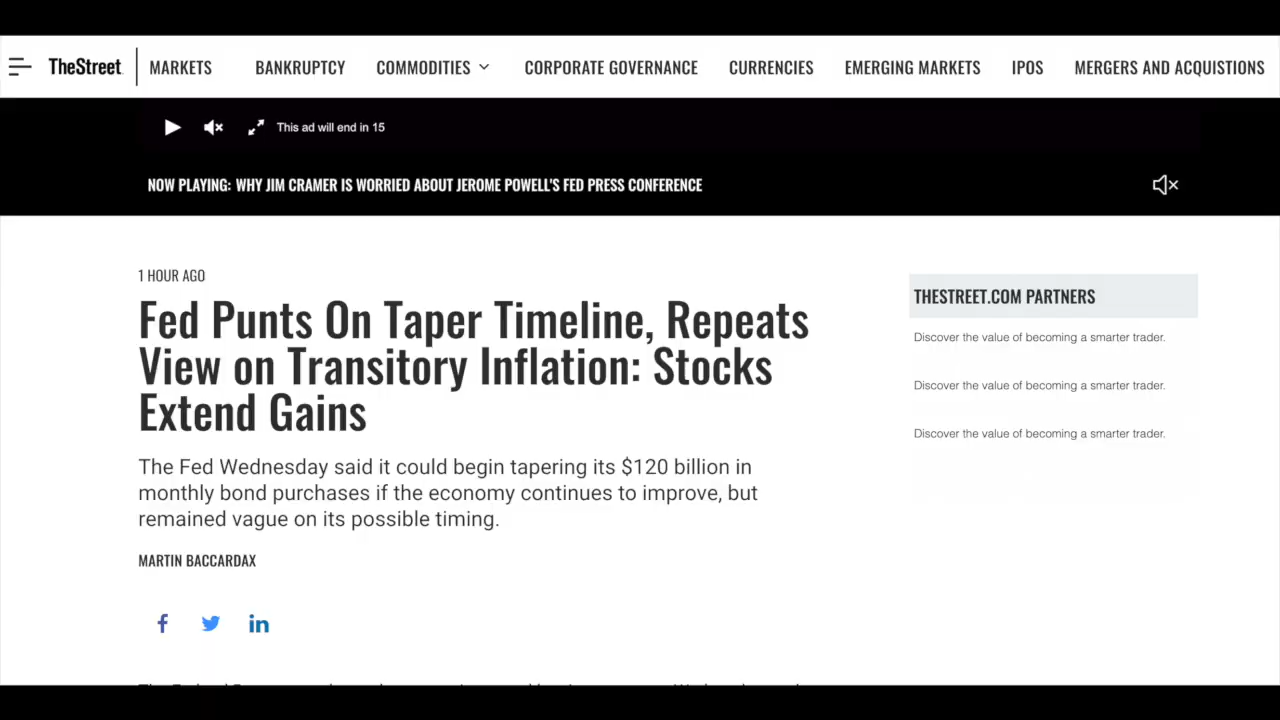 TheStreet
MARKETS
BANKRUPTCY
COMMODITIES
CORPORATE GOVERNANCE
CURRENCIES
EMERGING MARKETS
IPOS
MERGERS AND ACQUISTIONS
This ad will end in 15
NOW PLAYING: WHY JIM CRAMER IS WORRIED ABOUT JEROME POWELL'S FED PRESS CONFERENCE
1 HOUR AGO
Fed Punts On Taper Timeline, Repeats
View on Transitory Inflation: Stocks
Extend Gains
The Fed Wednesday said it could begin tapering its $120 billion in
monthly bond purchases if the economy continues to improve, but
remained vague on its possible timing.
MARTIN BACCARDAX
THESTREET.COM PARTNERS
Discover the value of becoming a smarter trader.
Discover the value of becoming a smarter trader.
Discover the value of becoming a smarter trader.